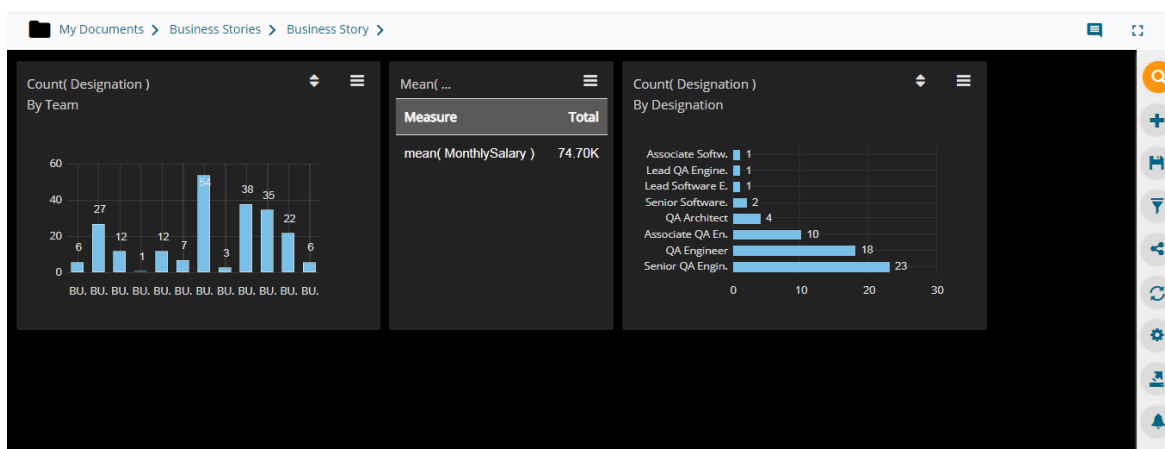 My Documents > Business Stories > Business Story >
Count( Designation )
By Team
60
40
20
0
6
27
12
1
12
7
54
3
38
35
22
6
BU. BU. BU. BU. BU. BU. BU. BU. BU. BU. BU. BU.
Mean( ...
Measure Total
mean( MonthlySalary ) 74.70K
Count( Designation )
By Designation
Associate Softw. 1
Lead QA Engine. 1
Lead Software E. 1
Senior Software. 2
QA Architect 4
Associate QA En. 10
QA Engineer 18
Senior QA Engin. 23
0 10 20 30